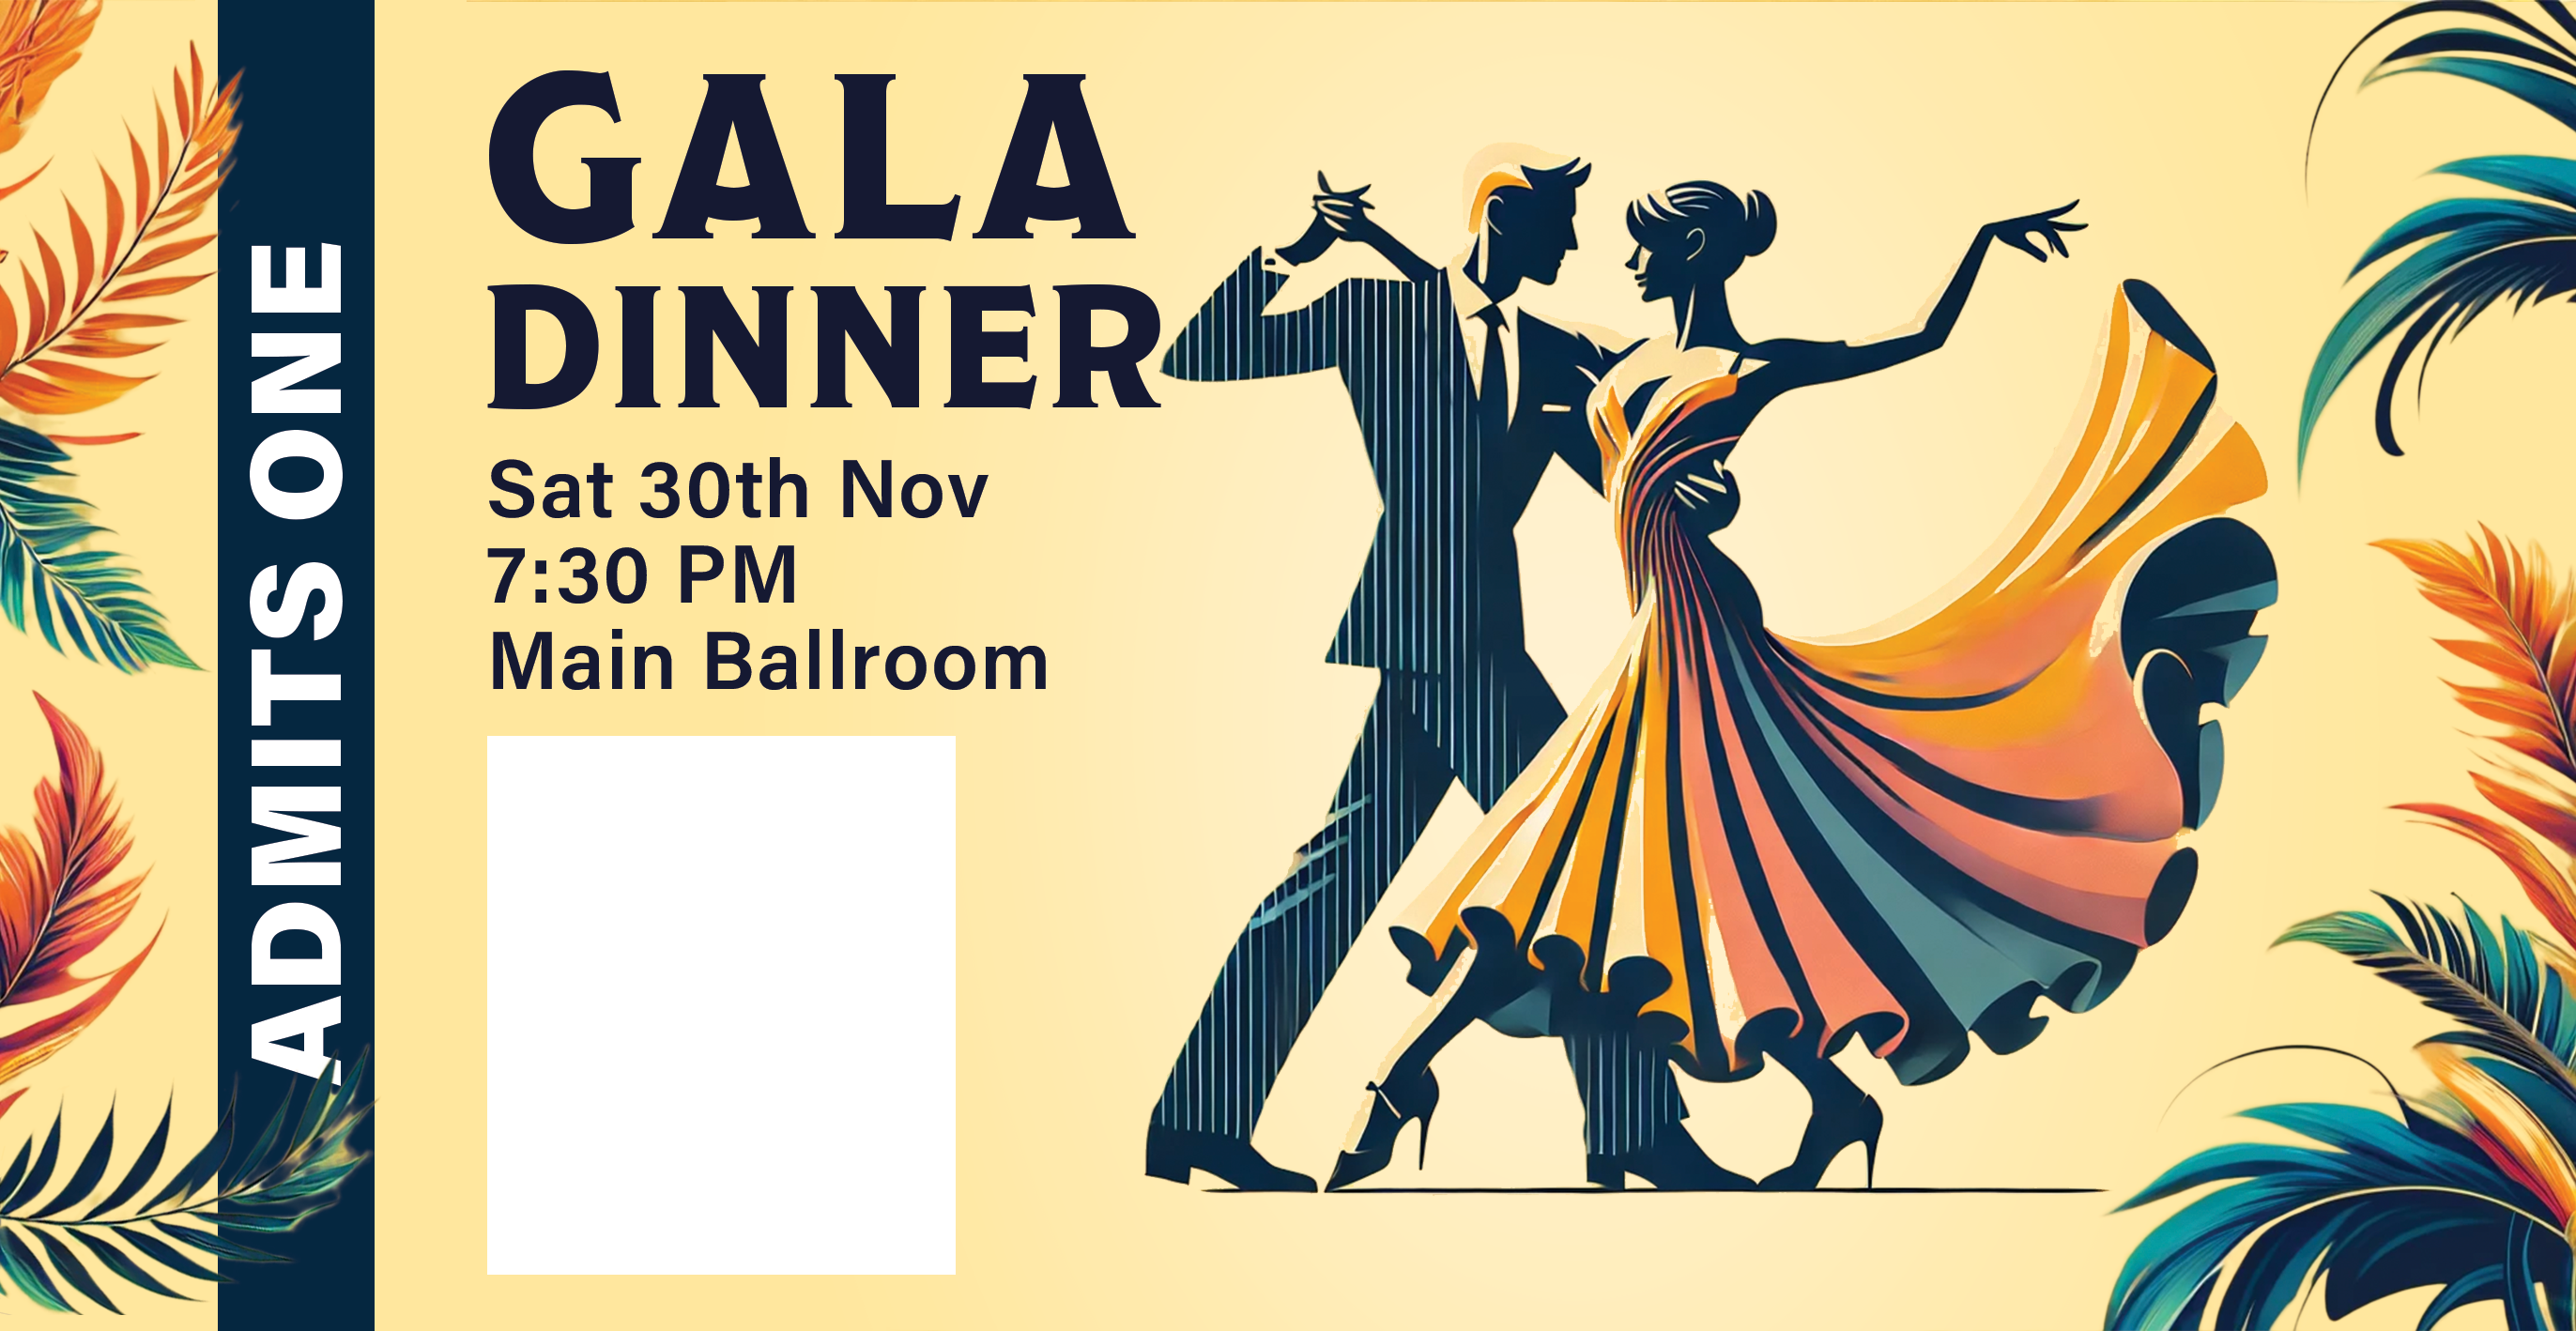 ADMITS ONE
GALA
DINNER
Sat 30th Nov
7:30 PM
Main Ballroom